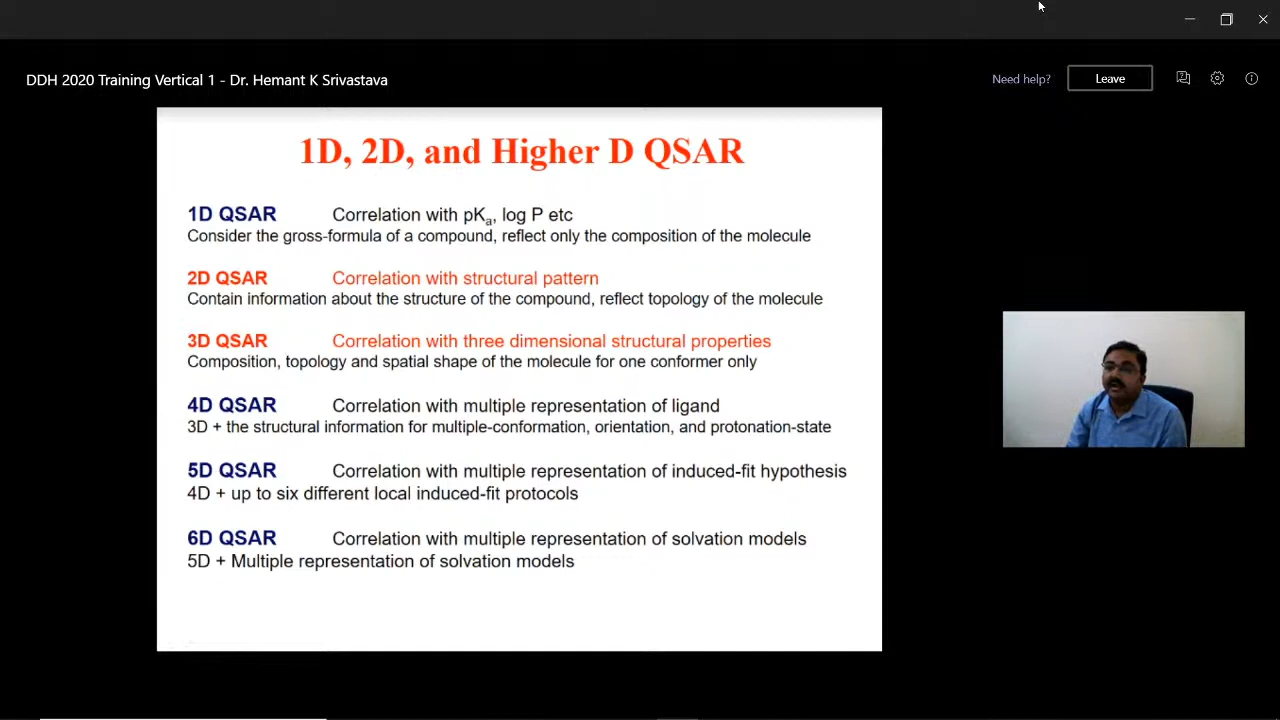 DDH 2020 Training Vertical 1 - Dr. Hemant K Srivastava
Need help?
Leave
1D, 2D, and Higher D QSAR
1D QSAR Correlation with pKa, log P etc
Consider the gross-formula of a compound, reflect only the composition of the molecule
2D QSAR Correlation with structural pattern
Contain information about the structure of the compound, reflect topology of the molecule
3D QSAR Correlation with three dimensional structural properties
Composition, topology and spatial shape of the molecule for one conformer only
4D QSAR Correlation with multiple representation of ligand
3D + the structural information for multiple-conformation, orientation, and protonation-state
5D QSAR Correlation with multiple representation of induced-fit hypothesis
4D + up to six different local induced-fit protocols
6D QSAR Correlation with multiple representation of solvation models
5D + Multiple representation of solvation models